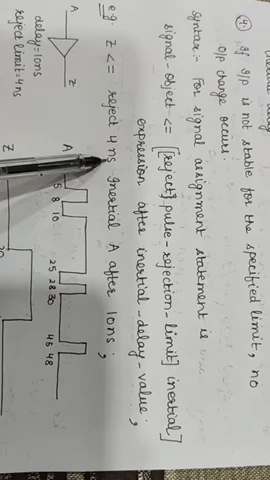 ④ If i/p is not stable for the specified limit, no
o/p change occurs.
Syntax:- For signal assignment statement is
signal-object <= [[reject] pulse-rejection-limit] inertial]
expression after inertial-delay-value;
e.g. Z <= reject 4ns inertial A after 10ns;
A
Z
delay=10ns
reject limit=4ns
A
5 8 10 25 28 30 45 48
Z